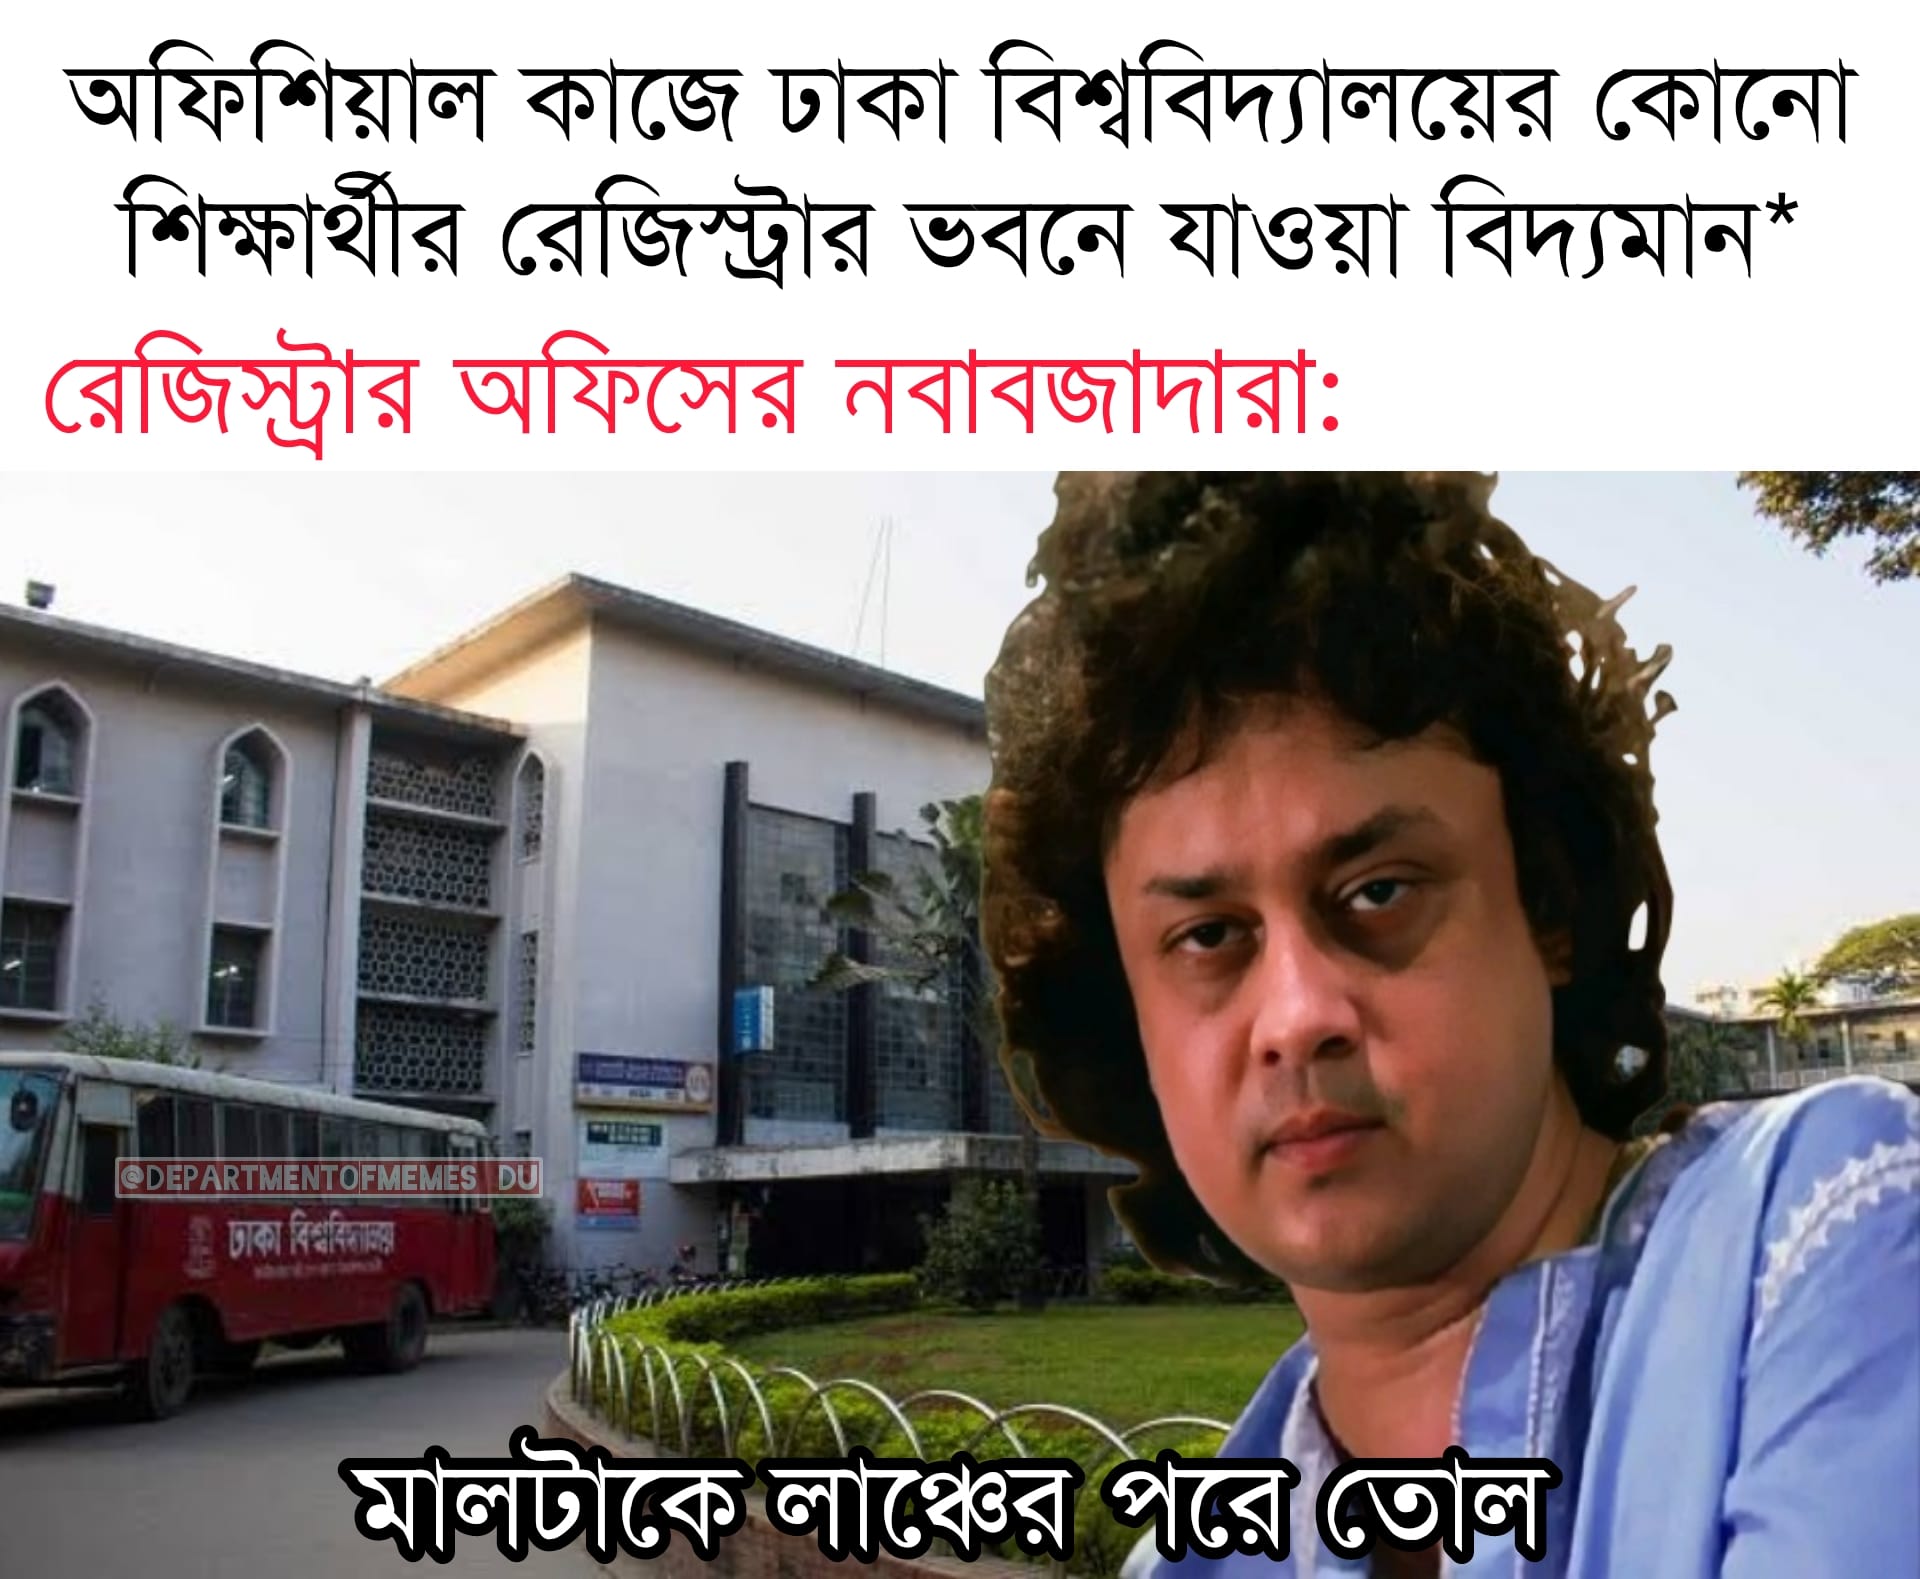 অফিশিয়াল কাজে ঢাকা বিশ্ববিদ্যালয়ের কোনো
শিক্ষার্থীর রেজিস্ট্রার ভবনে যাওয়া বিদ্যমান*
রেজিস্ট্রার অফিসের নবাবজাদারা:
@DEPARTMENTOFMEMES_DU
ঢাকা বিশ্ববিদ্যালয়
মালটাকে লাঞ্চের পরে তোল